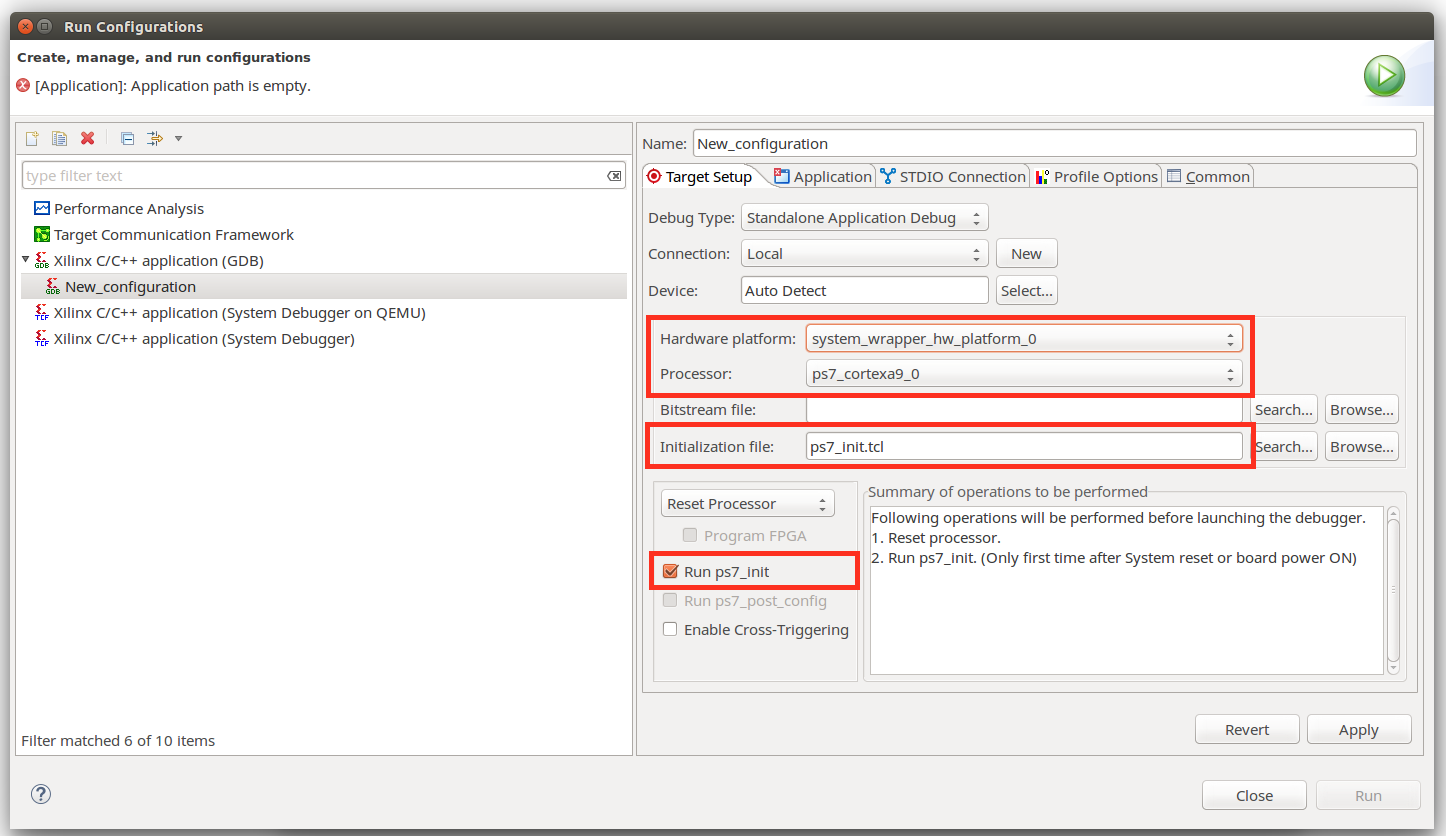 Run Configurations
Create, manage, and run configurations
[Application]: Application path is empty.
type filter text
Performance Analysis
Target Communication Framework
Xilinx C/C++ application (GDB)
New_configuration
Xilinx C/C++ application (System Debugger on QEMU)
Xilinx C/C++ application (System Debugger)
Filter matched 6 of 10 items
Name: New_configuration
Target Setup Application STDIO Connection Profile Options Common
Debug Type: Standalone Application Debug
Connection: Local New
Device: Auto Detect Select...
Hardware platform: system_wrapper_hw_platform_0
Processor: ps7_cortexa9_0
Bitstream file: Search... Browse...
Initialization file: ps7_init.tcl Search... Browse...
Reset Processor
Program FPGA
Run ps7_init
Run ps7_post_config
Enable Cross-Triggering
Summary of operations to be performed
Following operations will be performed before launching the debugger.
1. Reset processor.
2. Run ps7_init. (Only first time after System reset or board power ON)
Revert Apply
? Close Run